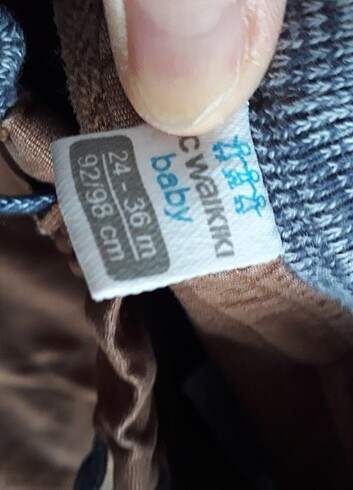 c waikiki
baby
24 - 36 m
92/98 cm